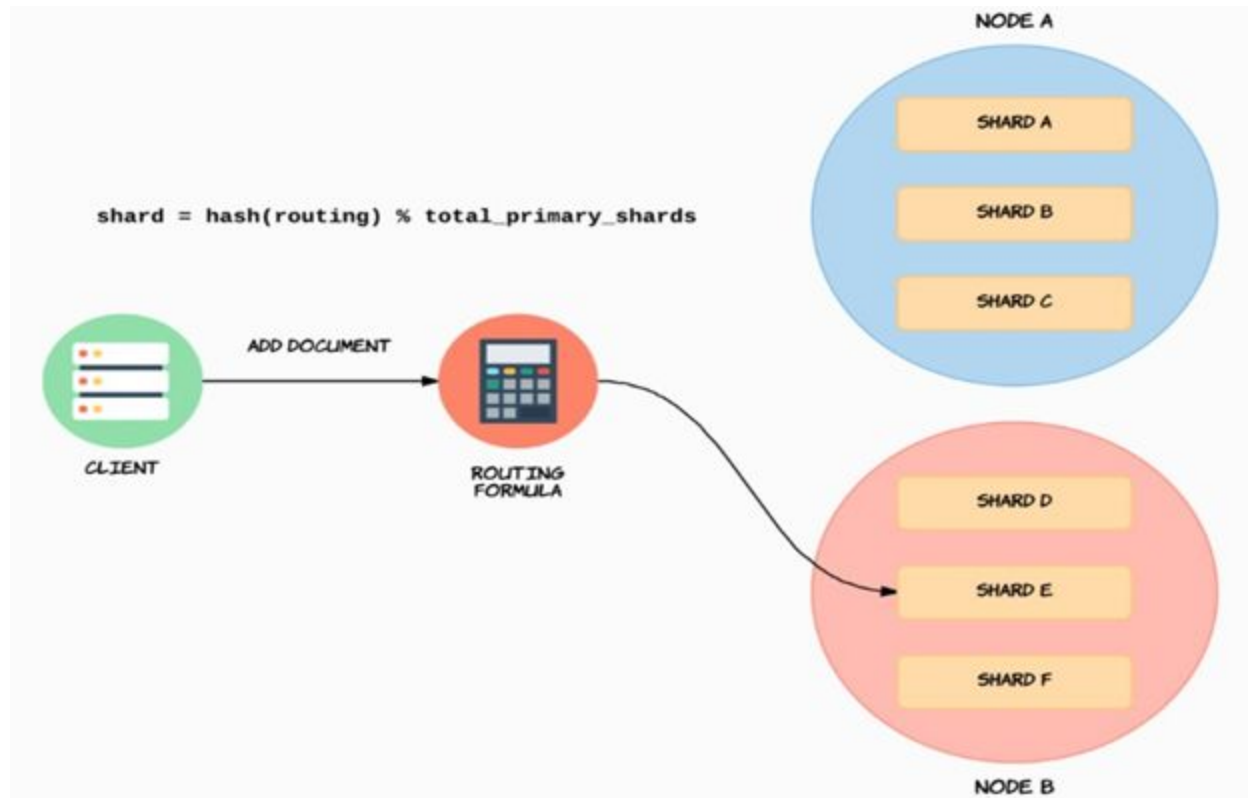 NODE A
SHARD A
SHARD B
SHARD C
shard = hash(routing) % total_primary_shards
ADD DOCUMENT
CLIENT
ROUTING
FORMULA
SHARD D
SHARD E
SHARD F
NODE B